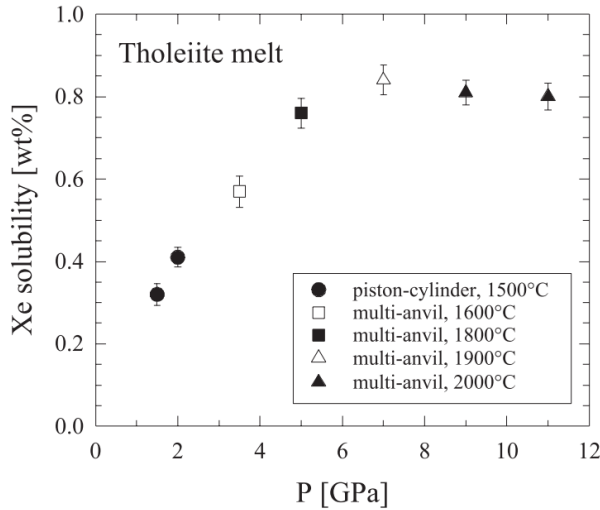 Tholeiite melt
Xe solubility [wt%]
1.0
0.8
0.6
0.4
0.2
0.0
piston-cylinder, 1500°C
multi-anvil, 1600°C
multi-anvil, 1800°C
multi-anvil, 1900°C
multi-anvil, 2000°C
0 2 4 6 8 10 12
P [GPa]